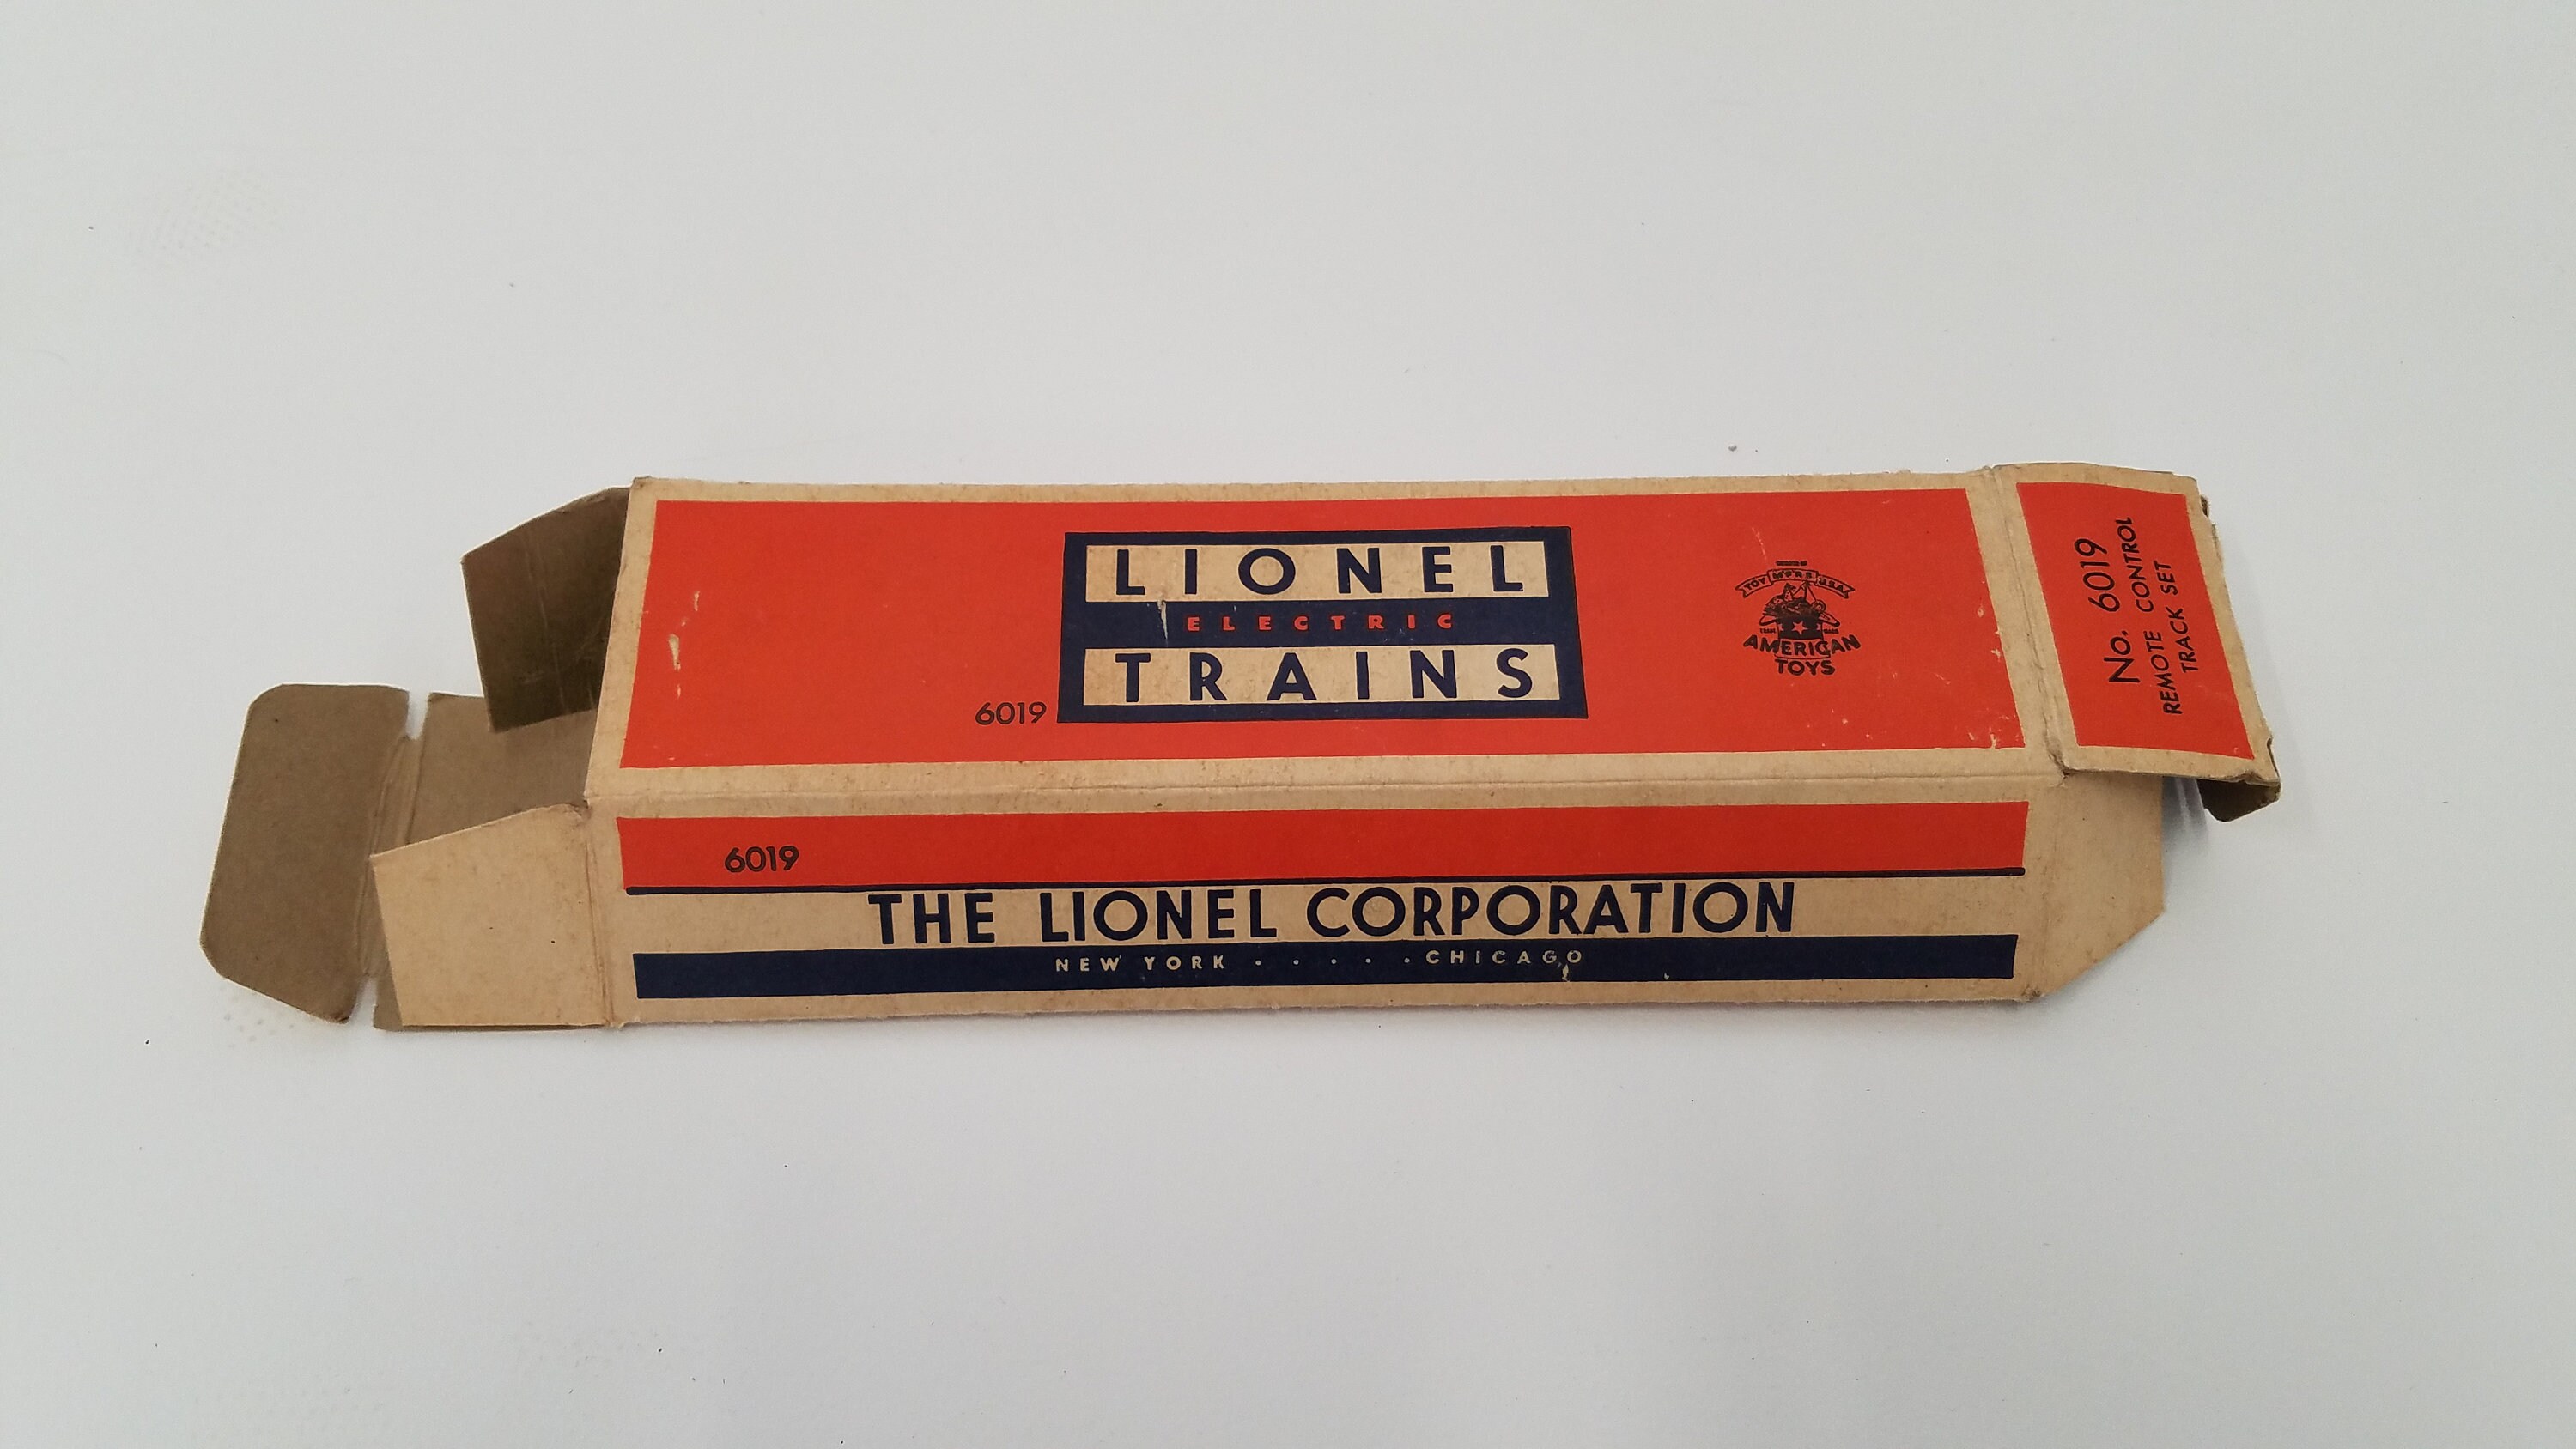 LIONEL
ELECTRIC
TRAINS
6019
TOY MFRS. U.S.A.
AMERICAN
TOYS
No. 6019
REMOTE CONTROL
TRACK SET
6019
THE LIONEL CORPORATION
NEW YORK . . . . . CHICAGO